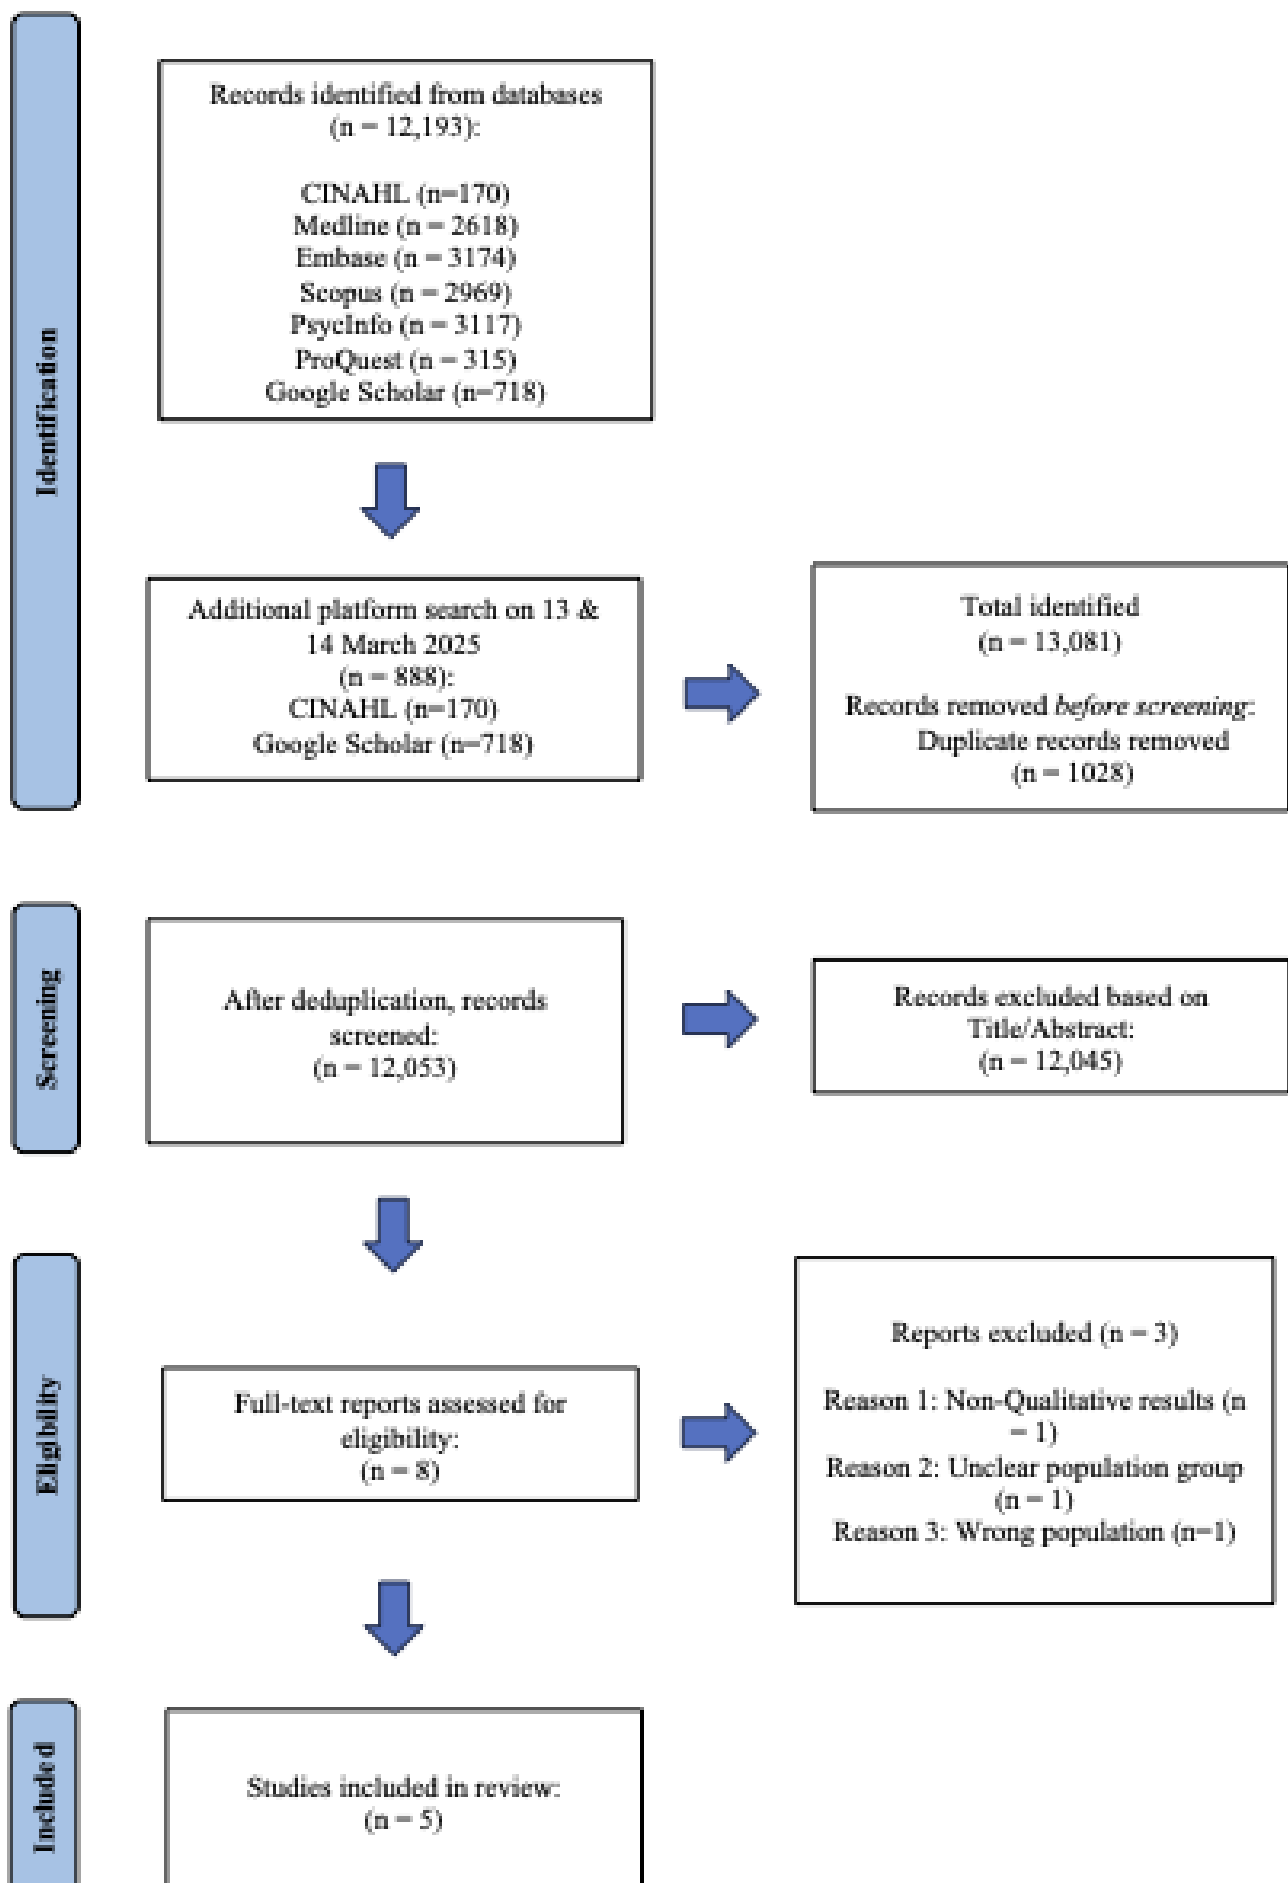 Identification
Records identified from databases
(n = 12,193):
CINAHL (n=170)
Medline (n = 2618)
Embase (n = 3174)
Scopus (n = 2969)
PsycInfo (n = 3117)
ProQuest (n = 315)
Google Scholar (n=718)
Additional platform search on 13 &
14 March 2025
(n = 888):
CINAHL (n=170)
Google Scholar (n=718)
Total identified
(n = 13,081)
Records removed before screening:
Duplicate records removed
(n = 1028)
Screening
After deduplication, records
screened:
(n = 12,053)
Records excluded based on
Title/Abstract:
(n = 12,045)
Eligibility
Full-text reports assessed for
eligibility:
(n = 8)
Reports excluded (n = 3)
Reason 1: Non-Qualitative results (n
= 1)
Reason 2: Unclear population group
(n = 1)
Reason 3: Wrong population (n=1)
Included
Studies included in review:
(n = 5)